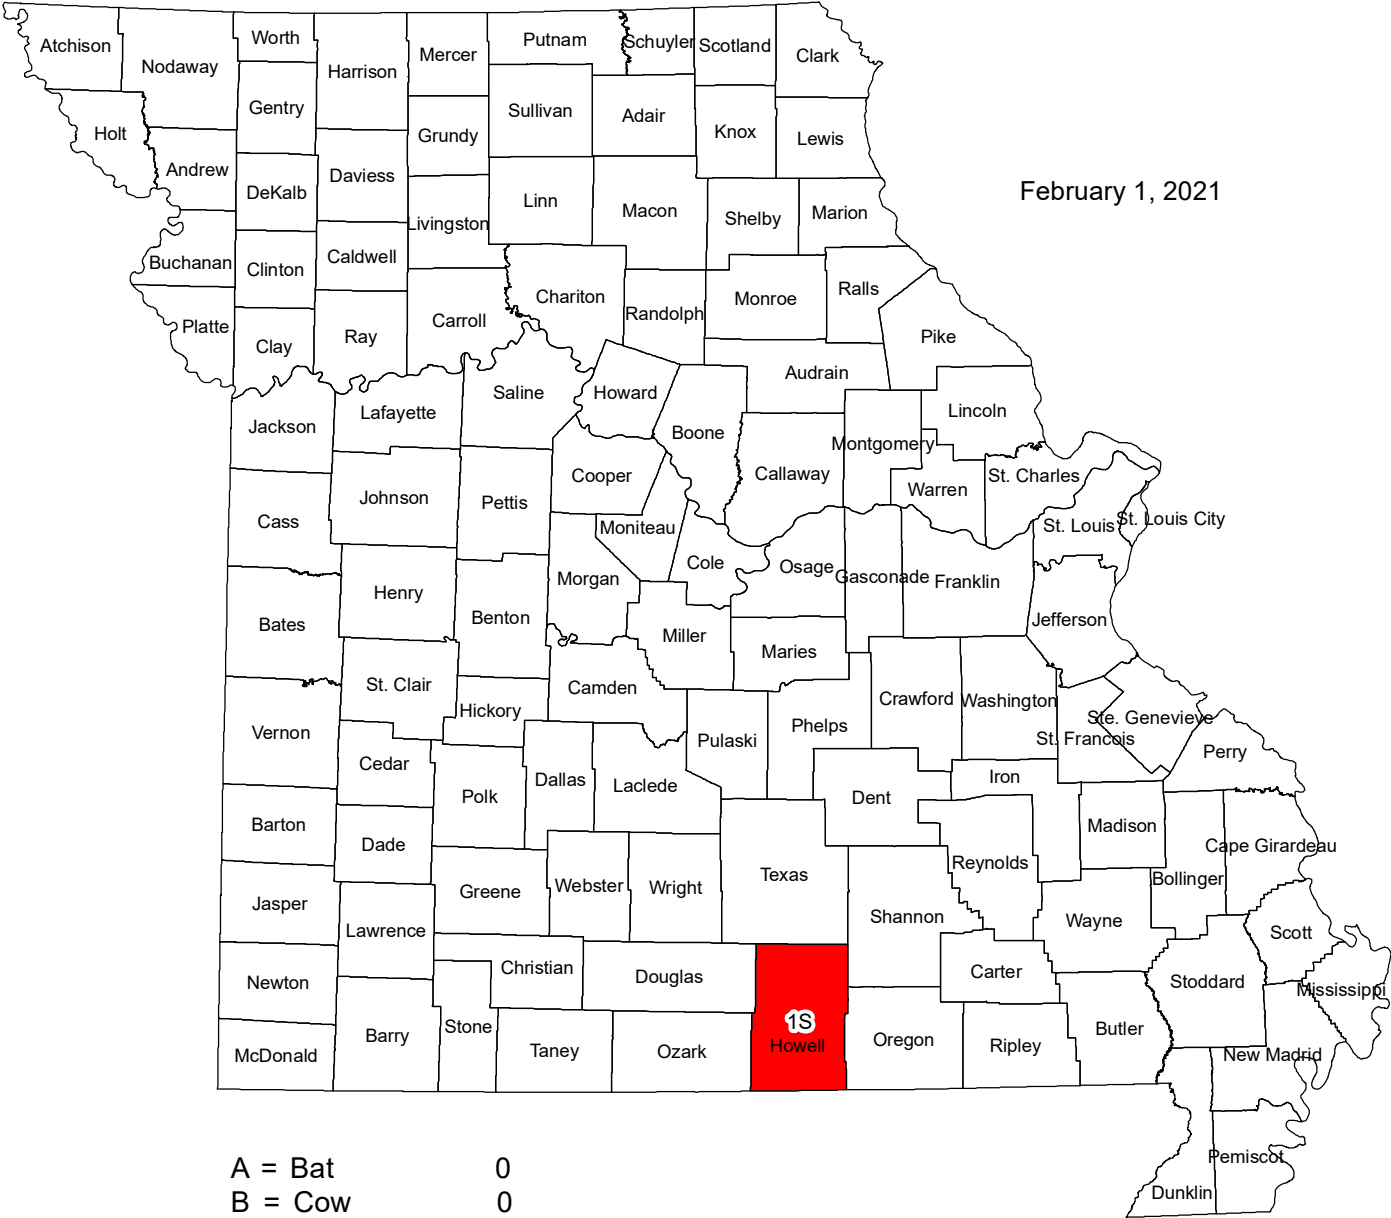 Atchison
Nodaway
Worth
Harrison
Mercer
Putnam
Schuyler
Scotland
Clark
Gentry
Sullivan
Adair
Knox
Lewis
Holt
Grundy
Andrew
DeKalb
Daviess
Linn
Macon
Shelby
Marion
February 1, 2021
Livingston
Buchanan
Clinton
Caldwell
Chariton
Randolph
Monroe
Ralls
Platte
Clay
Ray
Carroll
Pike
Saline
Howard
Audrain
Jackson
Lafayette
Boone
Lincoln
Montgomery
Cooper
Callaway
St. Charles
Warren
Johnson
Pettis
Cass
Moniteau
St. Louis
St. Louis City
Cole
Osage
Gasconade
Franklin
Henry
Morgan
Benton
Bates
Miller
Maries
Jefferson
St. Clair
Camden
Hickory
Crawford
Washington
Ste. Genevieve
St. Francois
Vernon
Pulaski
Phelps
Perry
Cedar
Dallas
Laclede
Iron
Polk
Dent
Barton
Dade
Madison
Cape Girardeau
Reynolds
Bollinger
Texas
Greene
Webster
Wright
Jasper
Lawrence
Shannon
Wayne
Scott
Christian
Douglas
Carter
Stoddard
Mississippi
Newton
Barry
Stone
1S
Howell
Oregon
Ripley
Butler
McDonald
Taney
Ozark
New Madrid
Pemiscot
Dunklin
A = Bat 0
B = Cow 0